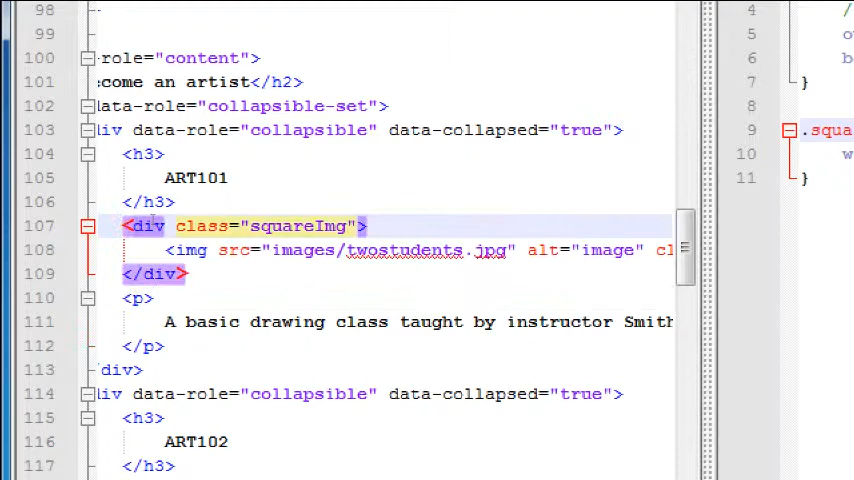 98
99
100 -role="content">
101 come an artist</h2>
102 data-role="collapsible-set">
103 div data-role="collapsible" data-collapsed="true">
104 <h3>
105 ART101
106 </h3>
107 <div class="squareImg">
108 <img src="images/twostudents.jpg" alt="image" cl
109 </div>
110 <p>
111 A basic drawing class taught by instructor Smith
112 </p>
113 div>
114 div data-role="collapsible" data-collapsed="true">
115 <h3>
116 ART102
117 </h3>
4 /
5 o
6 b
7 }
8
9 .squa
10 w
11 }